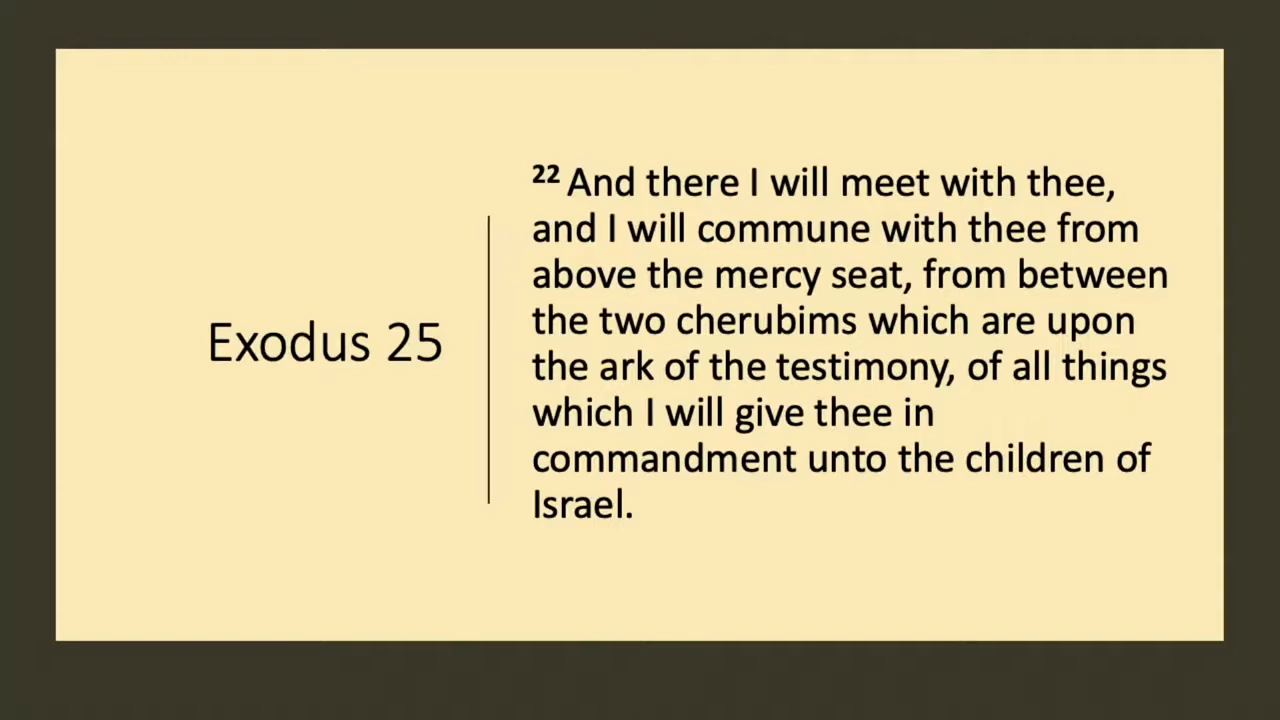 Exodus 25
22 And there I will meet with thee,
and I will commune with thee from
above the mercy seat, from between
the two cherubims which are upon
the ark of the testimony, of all things
which I will give thee in
commandment unto the children of
Israel.